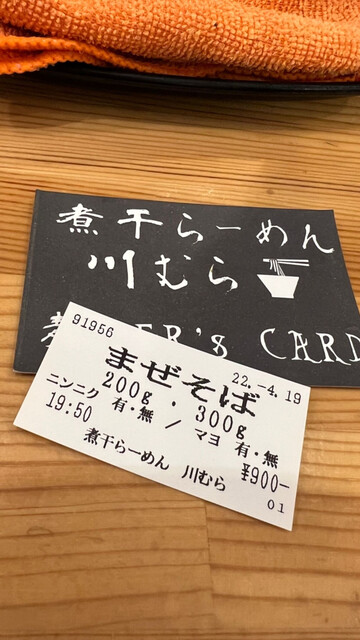 煮干らーめん
川むら
ER's CARD
91956
22.-4.19
まぜそば
200g . 300g
ニンニク 有・無 / マヨ 有・無
19:50
¥900-
煮干らーめん 川むら
01